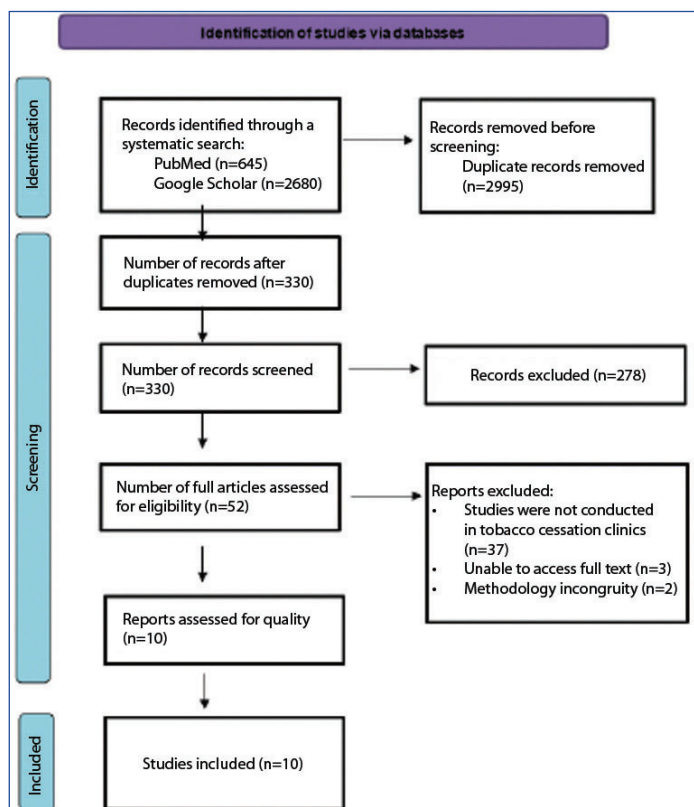 Identification of studies via databases
Identification
Records identified through a
systematic search:
PubMed (n=645)
Google Scholar (n=2680)
Records removed before
screening:
Duplicate records removed
(n=2995)
Screening
Number of records after
duplicates removed (n=330)
Number of records screened
(n=330)
Records excluded (n=278)
Number of full articles assessed
for eligibility (n=52)
Reports excluded:
• Studies were not conducted
in tobacco cessation clinics
(n=37)
• Unable to access full text (n=3)
• Methodology incongruity (n=2)
Reports assessed for quality
(n=10)
Included
Studies included (n=10)